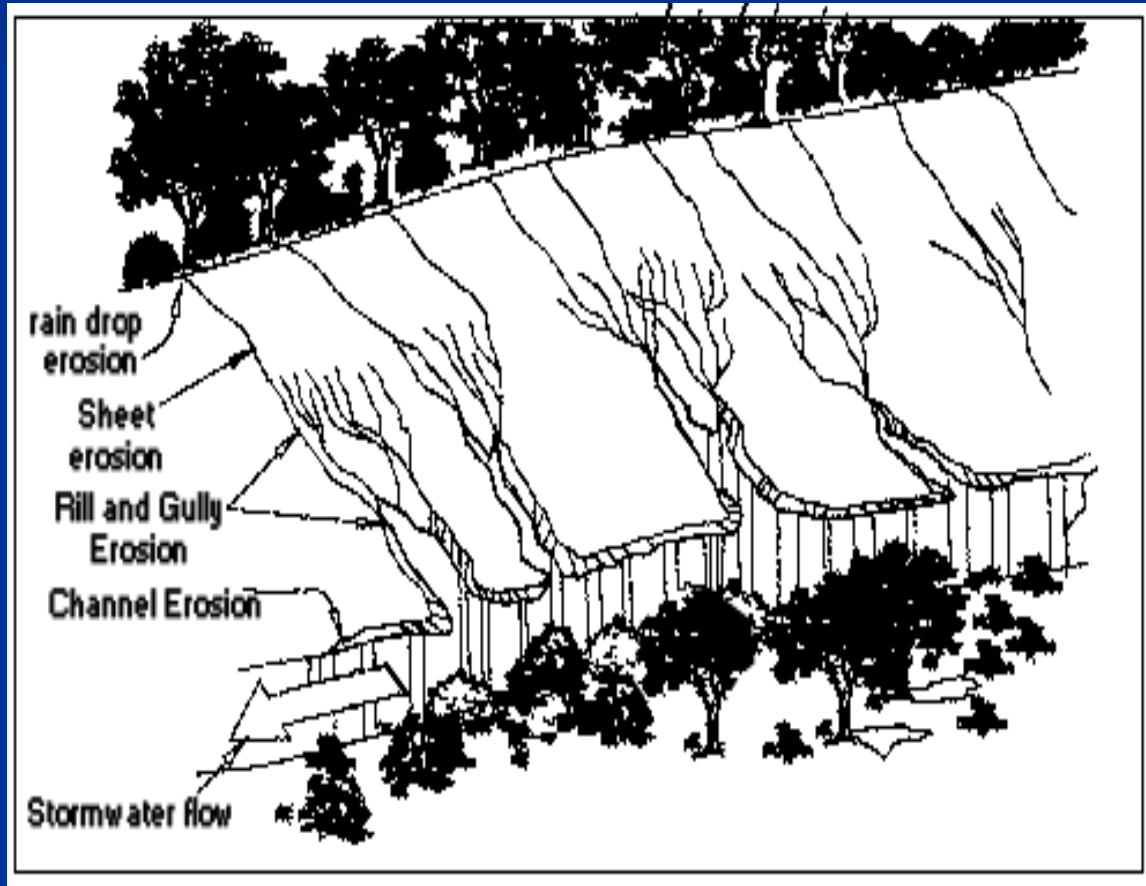 rain drop
erosion
Sheet
erosion
Rill and Gully
Erosion
Channel Erosion
Stormwater flow